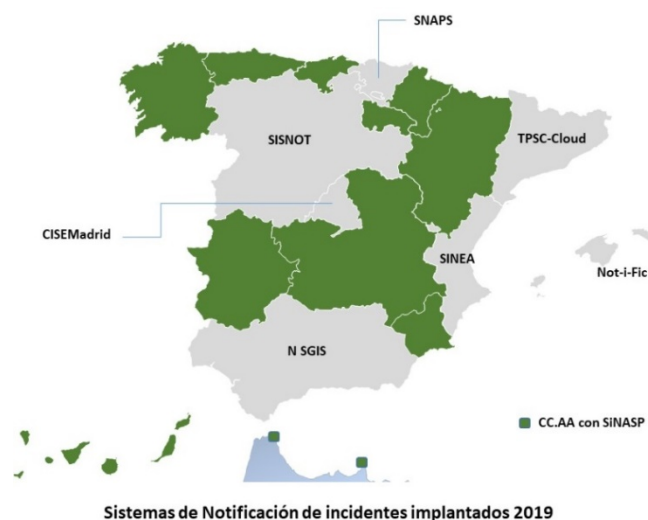 SNAPS
SISNOT
TPSC-Cloud
CISEMadrid
SINEA
Not-i-Fic
N SGIS
CC.AA con SiNASP
Sistemas de Notificación de incidentes implantados 2019